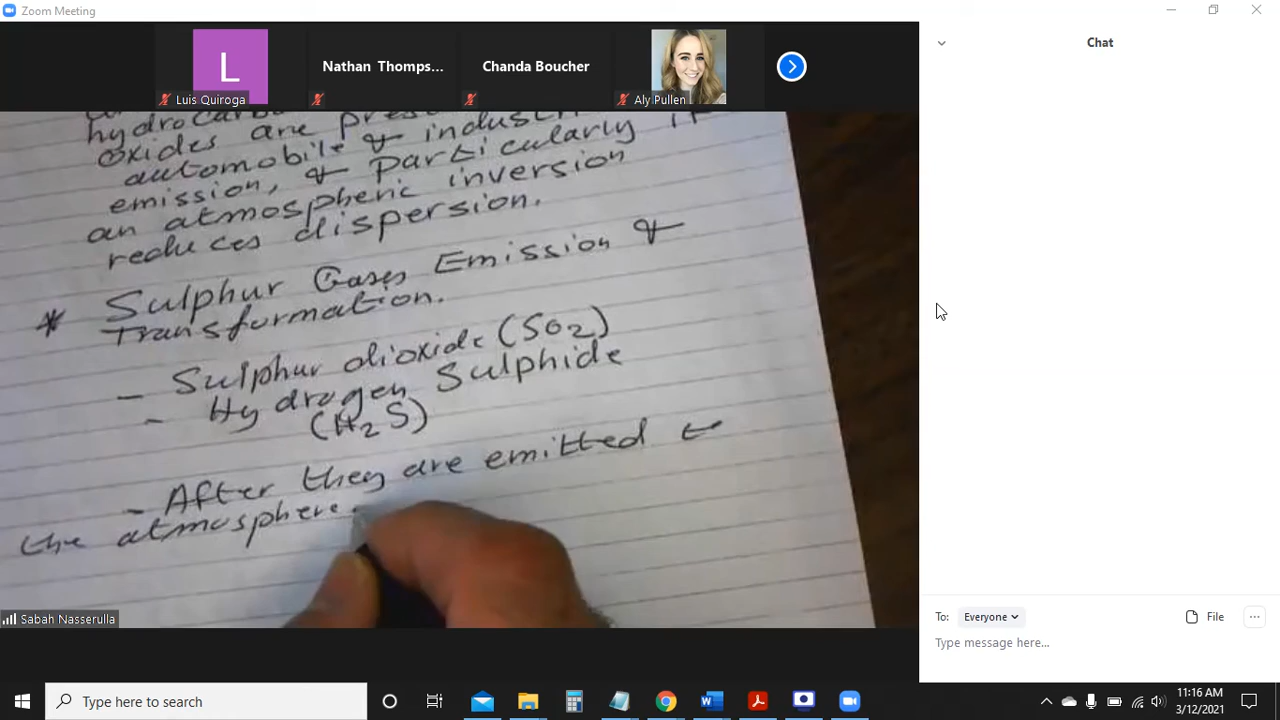 Zoom Meeting
Chat
L
Nathan Thomps...
Chanda Boucher
Luis Quiroga
Aly Pullen
oxides are
automobile &
emission, & Particularly if
an atmospheric inversion
reduces dispersion.
* Sulphur Gases Emission &
Transformation.
- Sulphur dioxide (SO2)
- Hydrogen Sulphide
(H2S)
- After they are emitted to
the atmosphere.
Sabah Nasserulla
To: Everyone
File
...
Type message here...
Type here to search
11:16 AM
3/12/2021